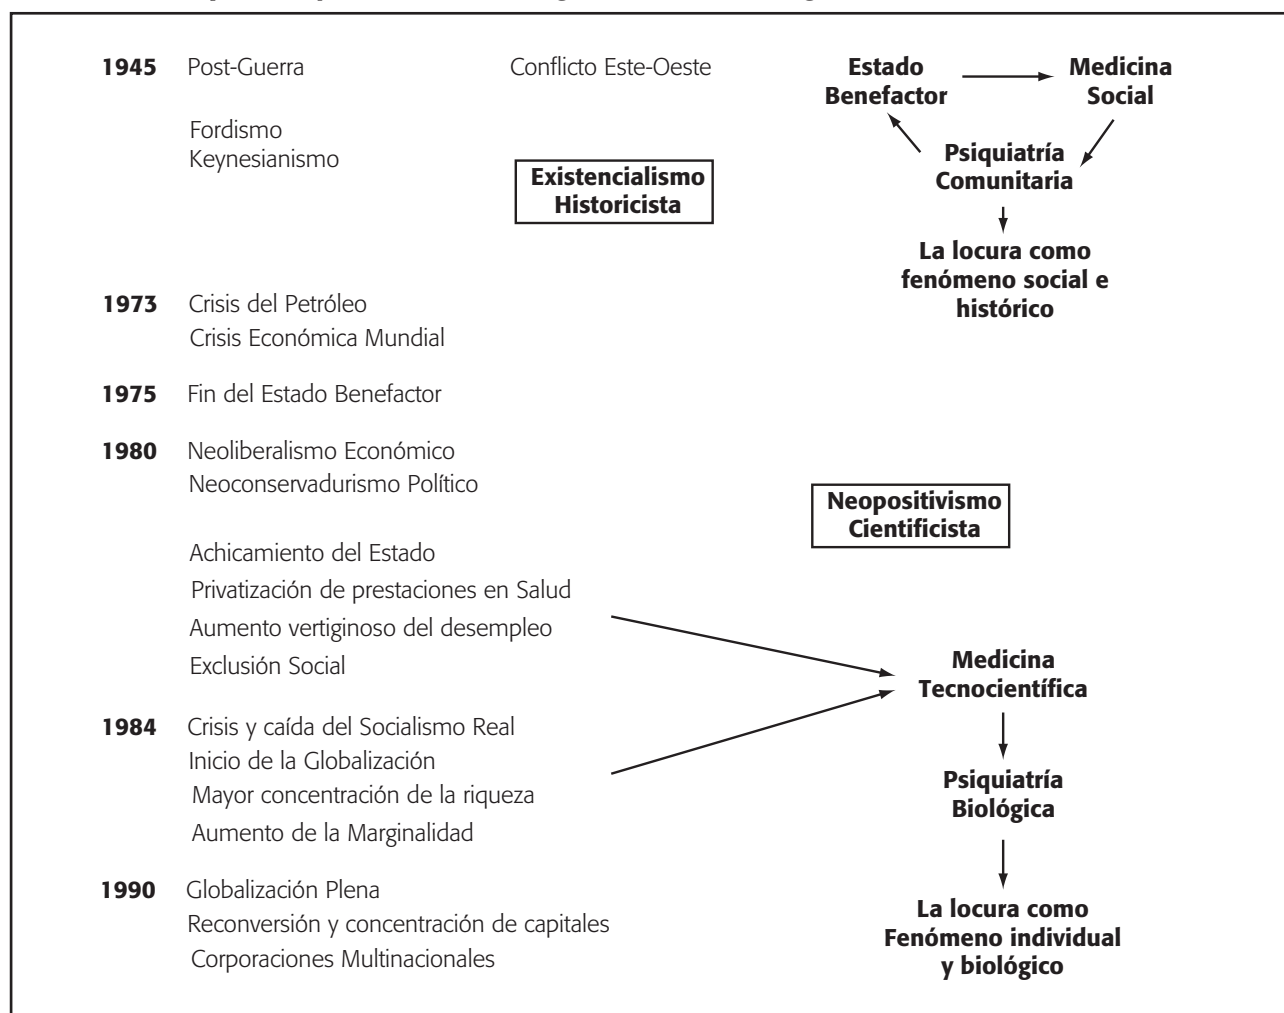 1945 Post-Guerra Conflicto Este-Oeste
Estado
Benefactor
Medicina
Social
Fordismo
Keynesianismo
Psiquiatría
Comunitaria
Existencialismo
Historicista
La locura como
fenómeno social e
histórico
1973 Crisis del Petróleo
Crisis Económica Mundial
1975 Fin del Estado Benefactor
1980 Neoliberalismo Económico
Neoconservadurismo Político
Neopositivismo
Cientificista
Achicamiento del Estado
Privatización de prestaciones en Salud
Aumento vertiginoso del desempleo
Exclusión Social
Medicina
Tecnocientífica
1984 Crisis y caída del Socialismo Real
Inicio de la Globalización
Mayor concentración de la riqueza
Aumento de la Marginalidad
Psiquiatría
Biológica
1990 Globalización Plena
Reconversión y concentración de capitales
Corporaciones Multinacionales
La locura como
Fenómeno individual
y biológico